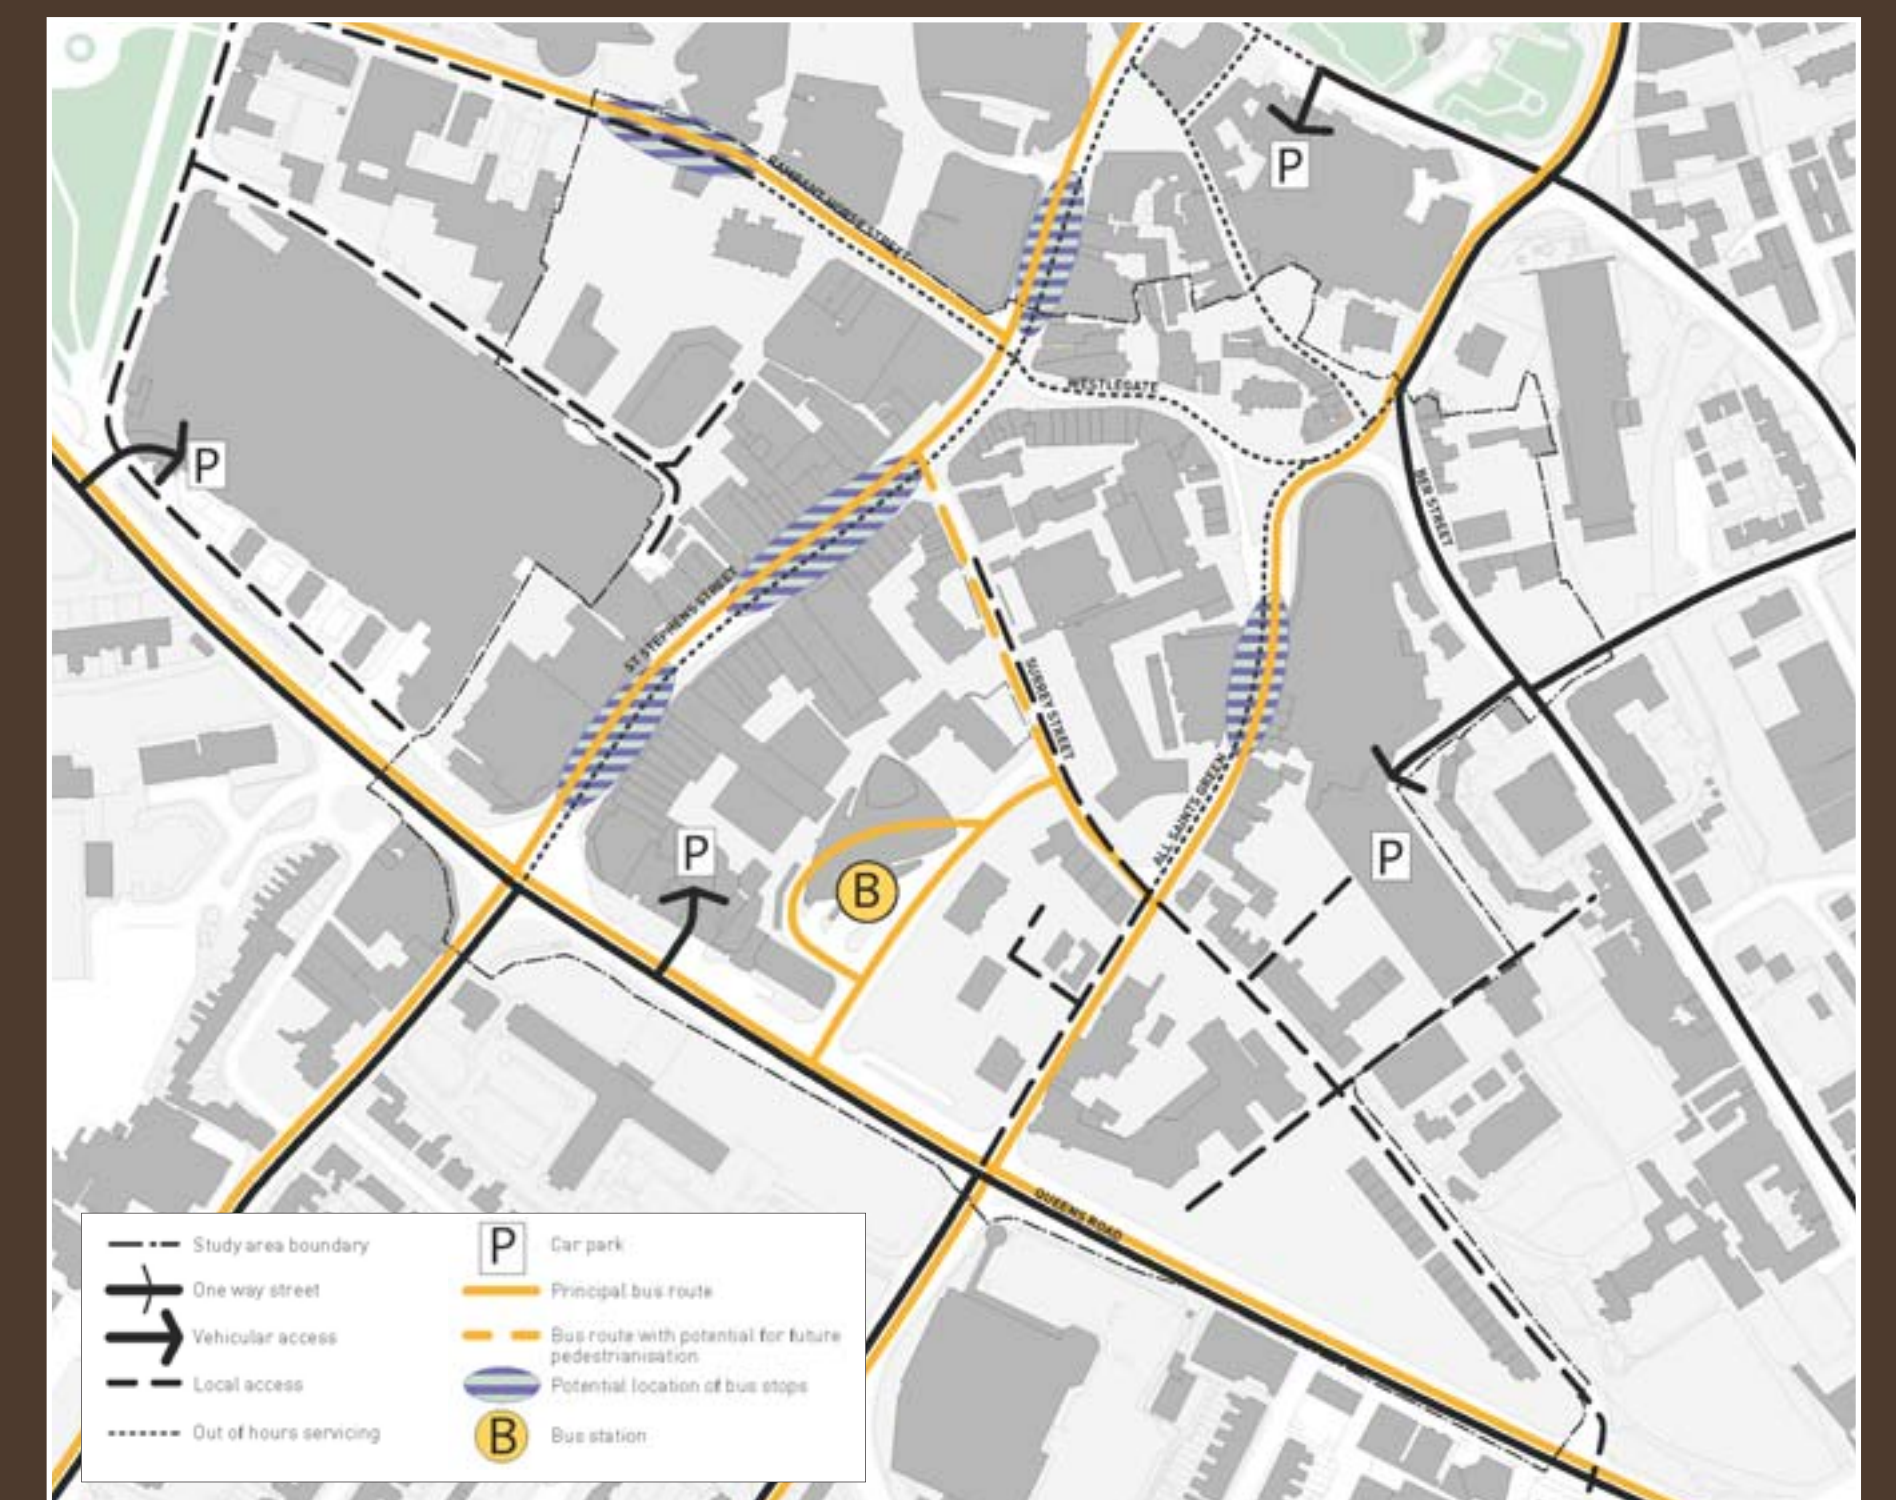 RAMPANT HORSE STREET
P
WESTLEGATE
P
BER STREET
ST STEPHENS STREET
SURREY STREET
ALL SAINTS GREEN
P
P
B
QUEENS ROAD
Study area boundary
One way street
Vehicular access
Local access
Out of hours servicing
P
Car park
Principal bus route
Bus route with potential for future
pedestrianisation
Potential location of bus stops
B
Bus station